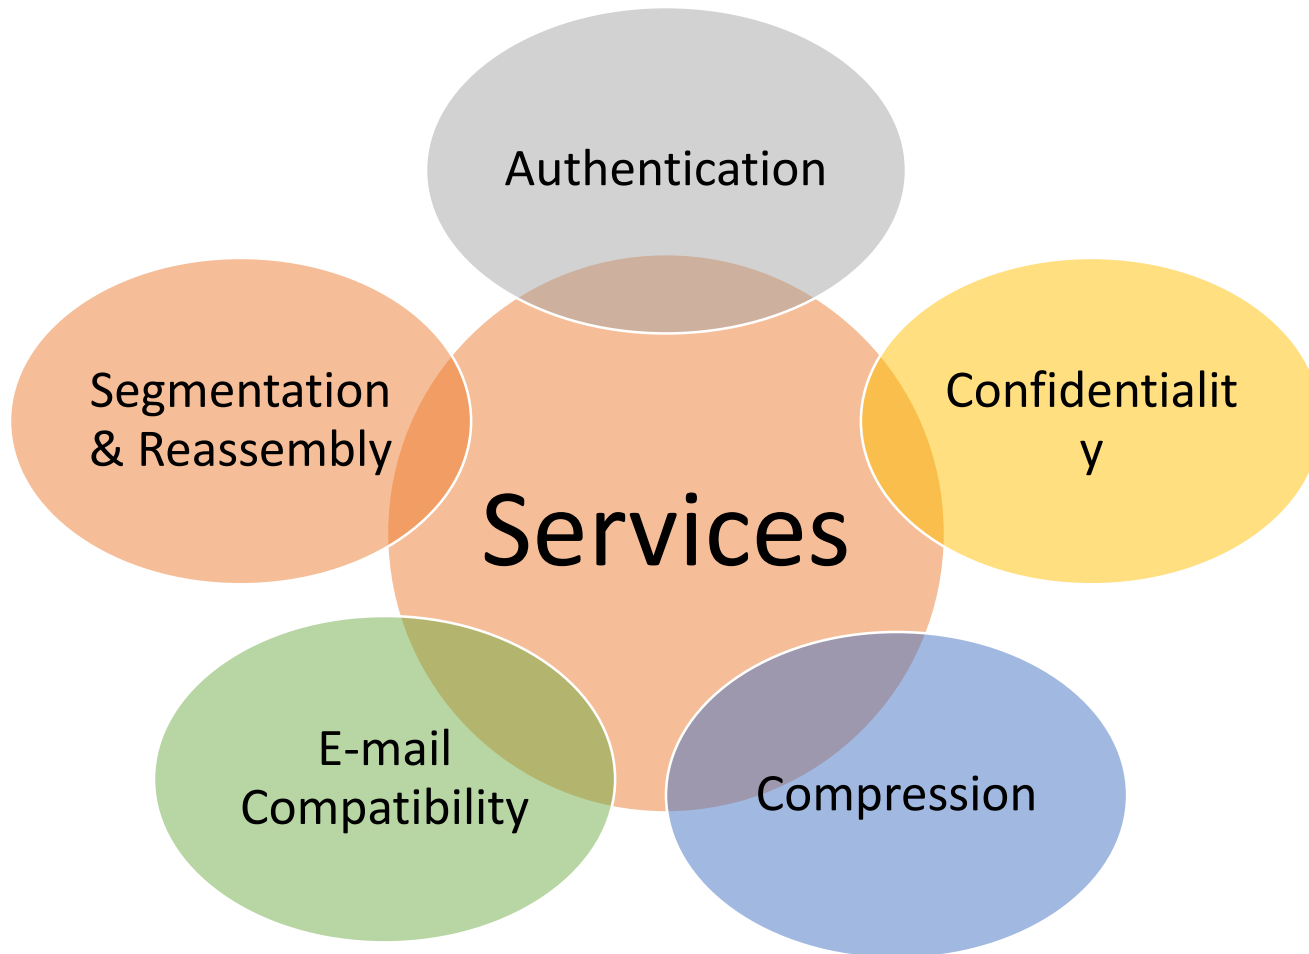 Authentication
Segmentation
& Reassembly
Confidentialit
y
Services
E-mail
Compatibility
Compression